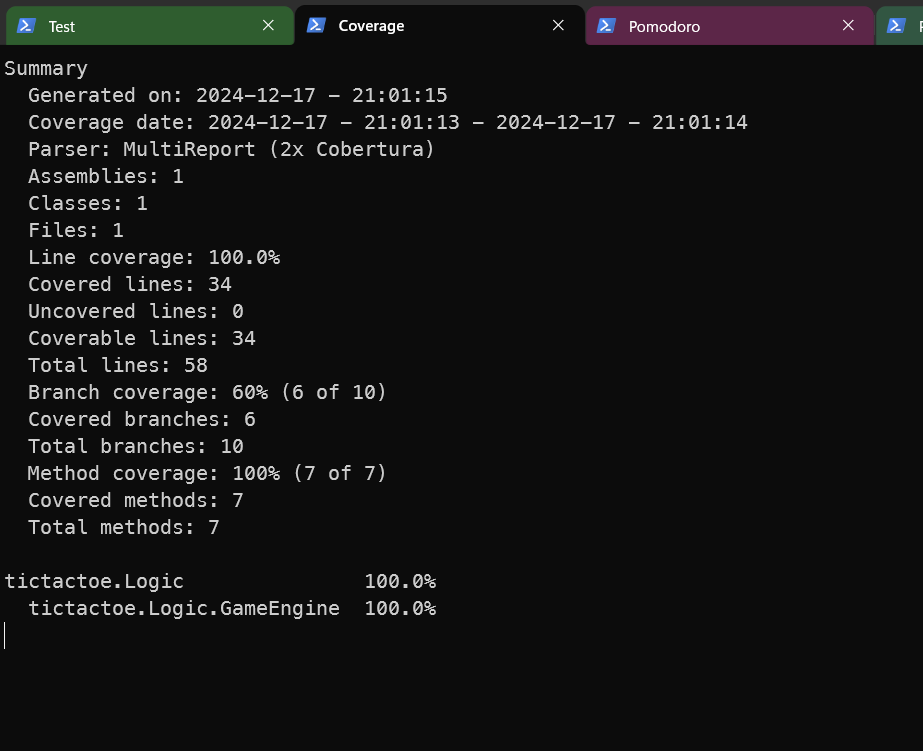 Test
Coverage
Pomodoro
Summary
Generated on: 2024-12-17 - 21:01:15
Coverage date: 2024-12-17 - 21:01:13 - 2024-12-17 - 21:01:14
Parser: MultiReport (2x Cobertura)
Assemblies: 1
Classes: 1
Files: 1
Line coverage: 100.0%
Covered lines: 34
Uncovered lines: 0
Coverable lines: 34
Total lines: 58
Branch coverage: 60% (6 of 10)
Covered branches: 6
Total branches: 10
Method coverage: 100% (7 of 7)
Covered methods: 7
Total methods: 7
tictactoe.Logic 100.0%
tictactoe.Logic.GameEngine 100.0%